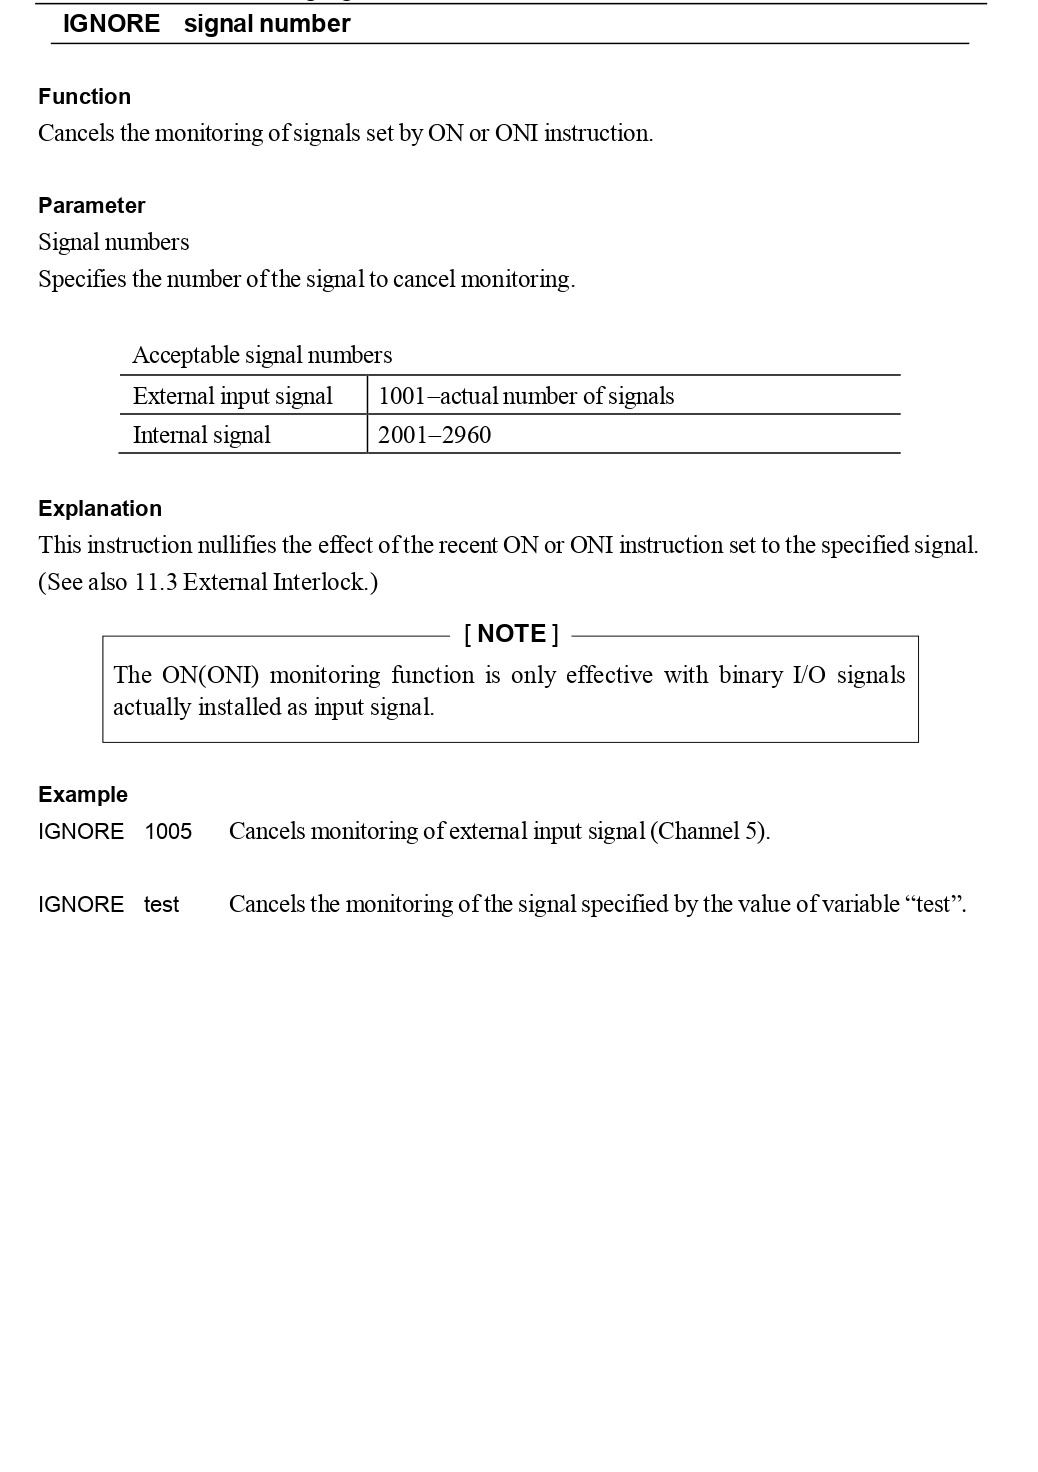 IGNORE signal number
Function
Cancels the monitoring of signals set by ON or ONI instruction.
Parameter
Signal numbers
Specifies the number of the signal to cancel monitoring.
Acceptable signal numbers
External input signal 1001–actual number of signals
Internal signal 2001–2960
Explanation
This instruction nullifies the effect of the recent ON or ONI instruction set to the specified signal.
(See also 11.3 External Interlock.)
[ NOTE ]
The ON(ONI) monitoring function is only effective with binary I/O signals
actually installed as input signal.
Example
IGNORE 1005 Cancels monitoring of external input signal (Channel 5).
IGNORE test Cancels the monitoring of the signal specified by the value of variable “test”.